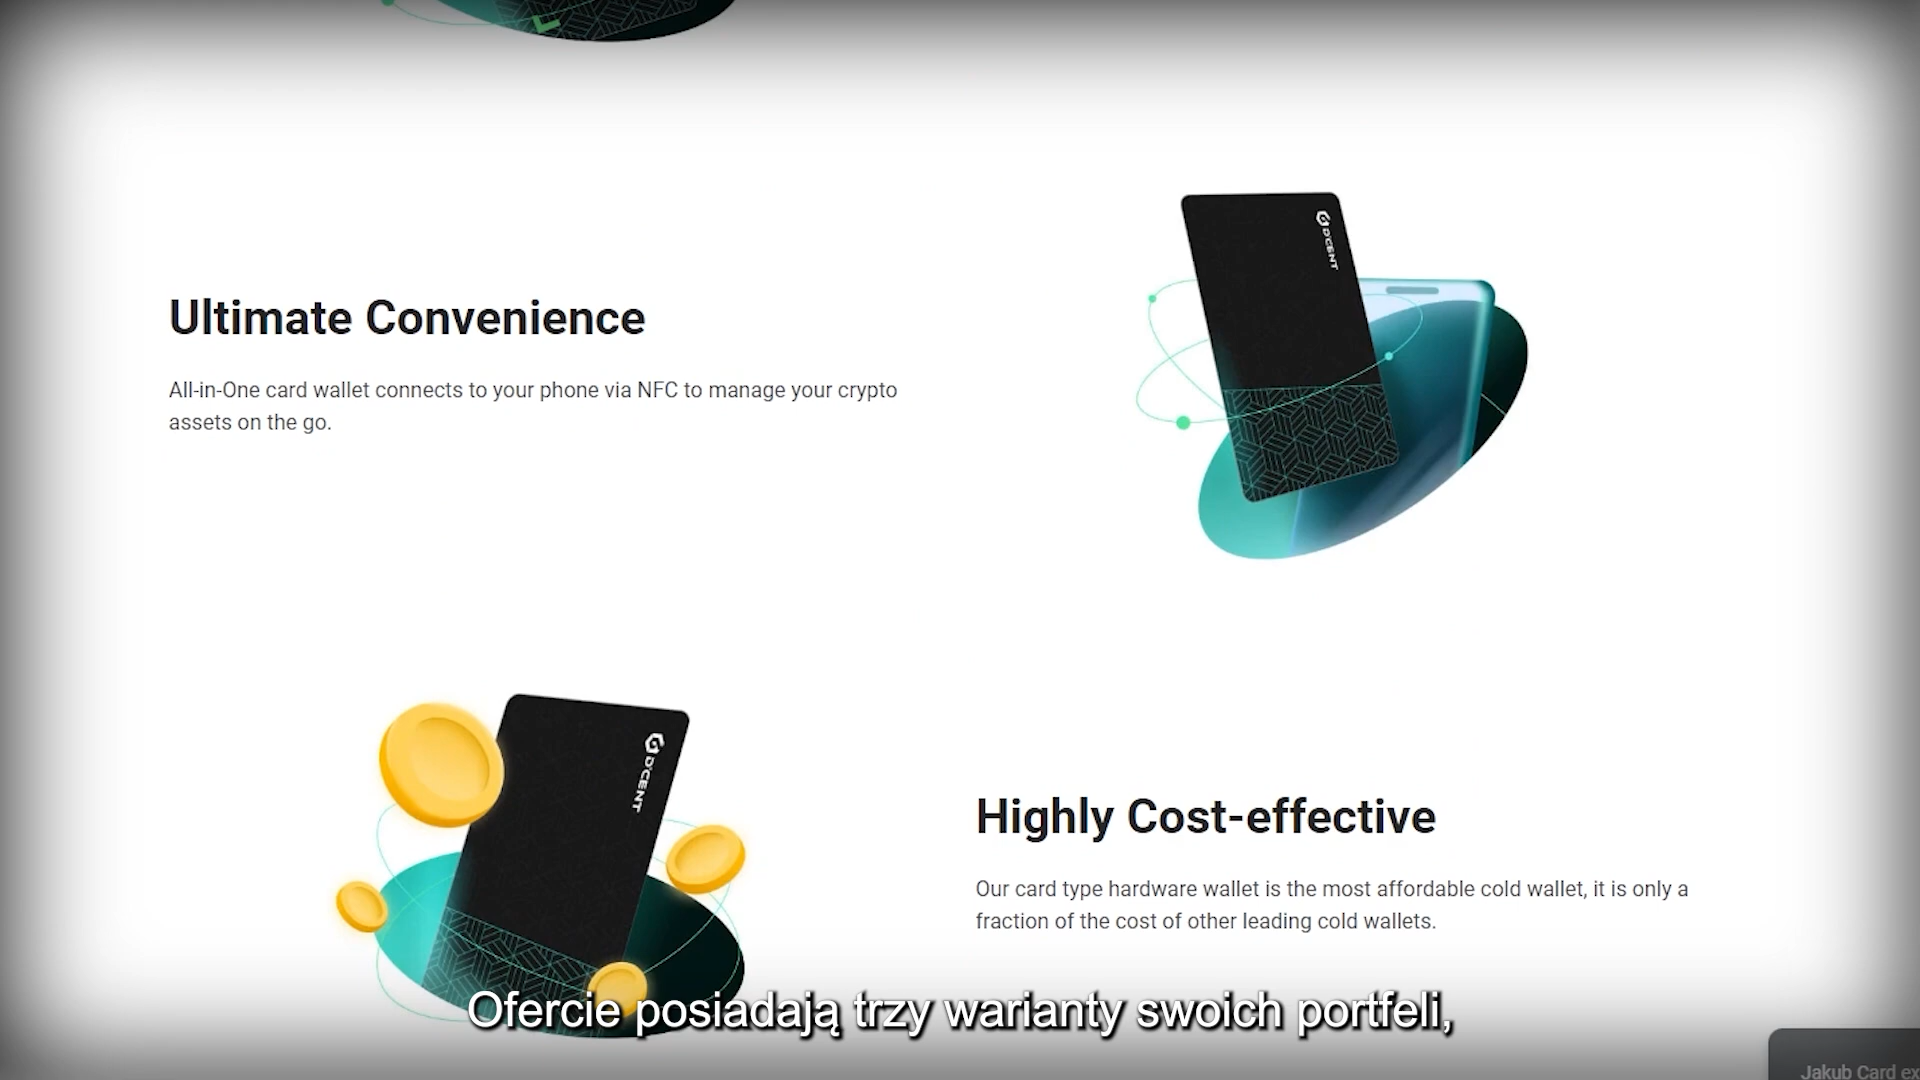 D'CENT
Ultimate Convenience
All-in-One card wallet connects to your phone via NFC to manage your crypto
assets on the go.
D'CENT
Highly Cost-effective
Our card type hardware wallet is the most affordable cold wallet, it is only a
fraction of the cost of other leading cold wallets.
Ofercie posiadają trzy warianty swoich portfeli,
Jakub Card ex